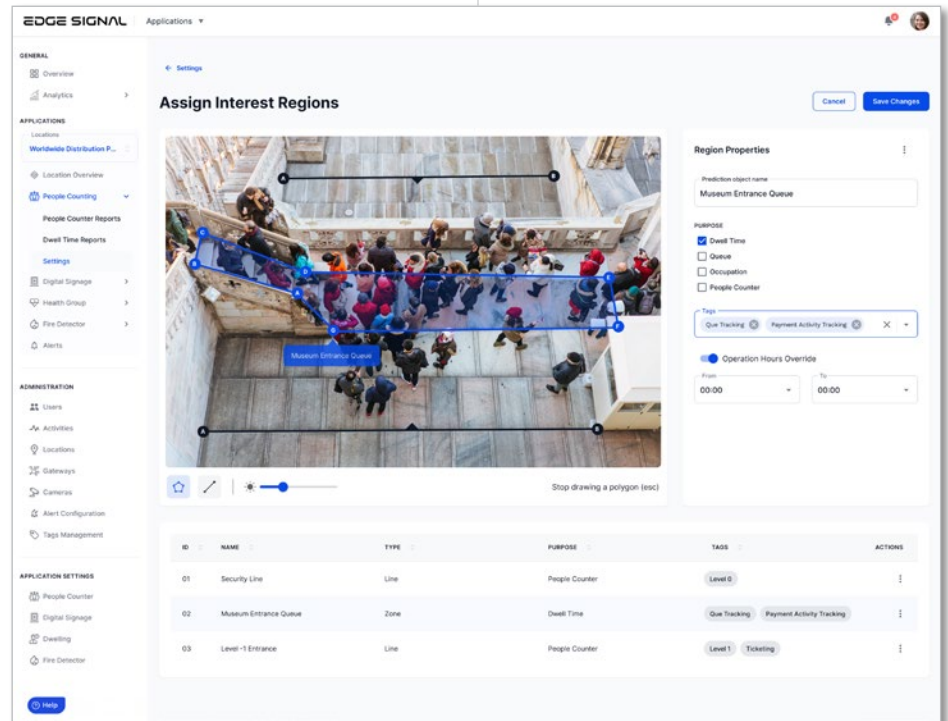 EDGE SIGNAL
Applications
GENERAL
Overview
Analytics
APPLICATIONS
Locations
Worldwide Distribution P...
Location Overview
People Counting
People Counter Reports
Dwell Time Reports
Settings
Digital Signage
Health Group
Fire Detector
Alerts
ADMINISTRATION
Users
Activities
Locations
Gateways
Cameras
Alert Configuration
Tags Management
APPLICATION SETTINGS
People Counter
Digital Signage
Dwelling
Fire Detector
Help
Settings
Assign Interest Regions
Cancel
Save Changes
A B
C
B
D E
A
G F
Museum Entrance Queue
A B
Stop drawing a polygon (esc)
Region Properties
Prediction object name
Museum Entrance Queue
PURPOSE
Dwell Time
Queue
Occupation
People Counter
Tags
Que Tracking Payment Activity Tracking
Operation Hours Override
From To
00:00 00:00
ID NAME TYPE PURPOSE TAGS ACTIONS
01 Security Line Line People Counter Level 0
02 Museum Entrance Queue Zone Dwell Time Que Tracking Payment Activity Tracking
03 Level -1 Entrance Line People Counter Level 1 Ticketing